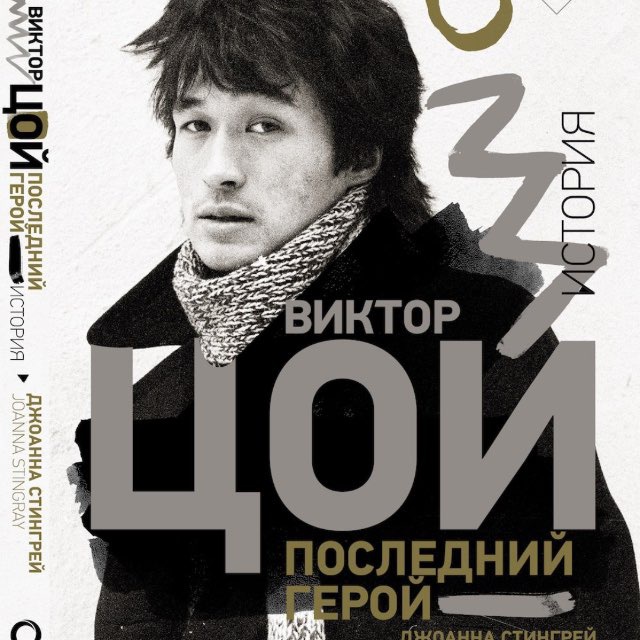 ВИКТОР
ЦОЙ
ПОСЛЕДНИЙ
ГЕРОЙ
ИСТОРИЯ
ДЖОАННА СТИНГРЕЙ
JOANNA STINGRAY
ИСТОРИЯ
ВИКТОР
ЦОЙ
ПОСЛЕДНИЙ
ГЕРОЙ
ДЖОАННА СТИНГРЕЙ